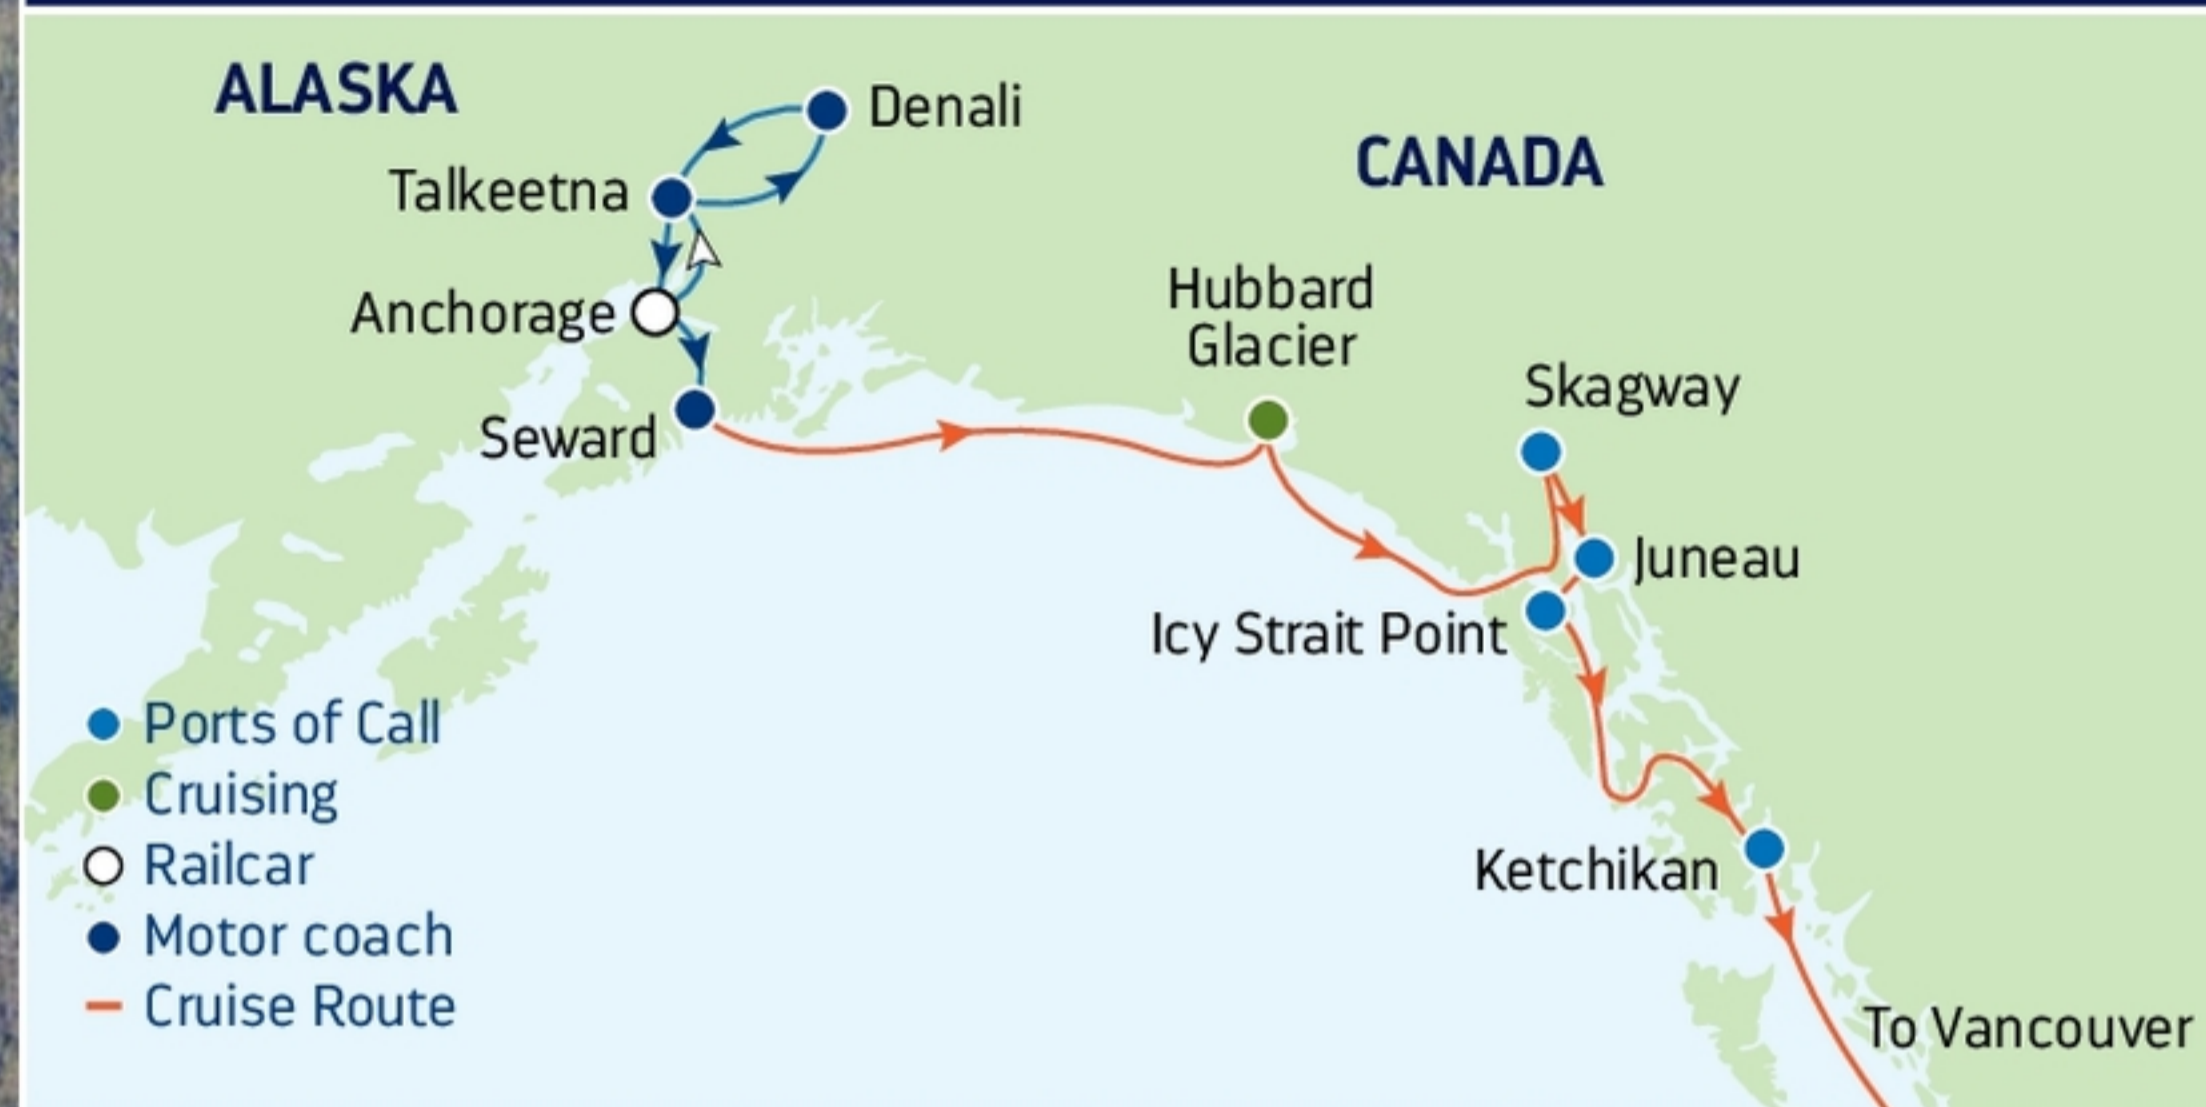 ALASKA
Denali
CANADA
Talkeetna
Anchorage
Hubbard
Glacier
Skagway
Seward
Juneau
Icy Strait Point
Ports of Call
Cruising
Railcar
Motor coach
Cruise Route
Ketchikan
To Vancouver